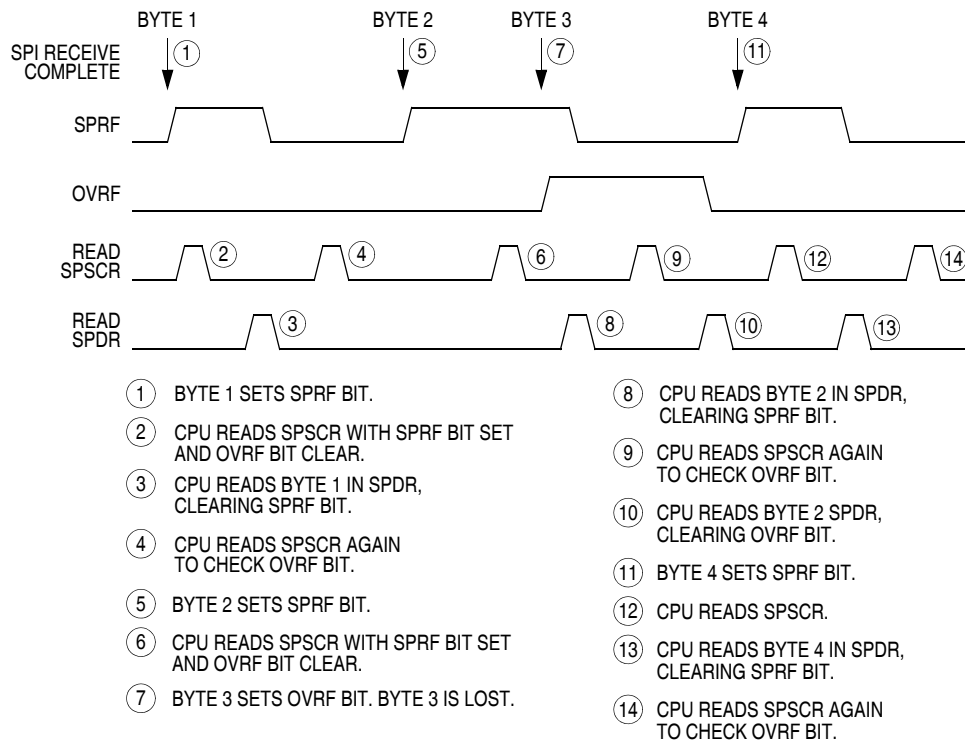 BYTE 1
BYTE 2
BYTE 3
BYTE 4
SPI RECEIVE
COMPLETE
1
5
7
11
SPRF
OVRF
READ
SPSCR
2
4
6
9
12
14
READ
SPDR
3
8
10
13
1 BYTE 1 SETS SPRF BIT.
2 CPU READS SPSCR WITH SPRF BIT SET
AND OVRF BIT CLEAR.
3 CPU READS BYTE 1 IN SPDR,
CLEARING SPRF BIT.
4 CPU READS SPSCR AGAIN
TO CHECK OVRF BIT.
5 BYTE 2 SETS SPRF BIT.
6 CPU READS SPSCR WITH SPRF BIT SET
AND OVRF BIT CLEAR.
7 BYTE 3 SETS OVRF BIT. BYTE 3 IS LOST.
8 CPU READS BYTE 2 IN SPDR,
CLEARING SPRF BIT.
9 CPU READS SPSCR AGAIN
TO CHECK OVRF BIT.
10 CPU READS BYTE 2 SPDR,
CLEARING OVRF BIT.
11 BYTE 4 SETS SPRF BIT.
12 CPU READS SPSCR.
13 CPU READS BYTE 4 IN SPDR,
CLEARING SPRF BIT.
14 CPU READS SPSCR AGAIN
TO CHECK OVRF BIT.